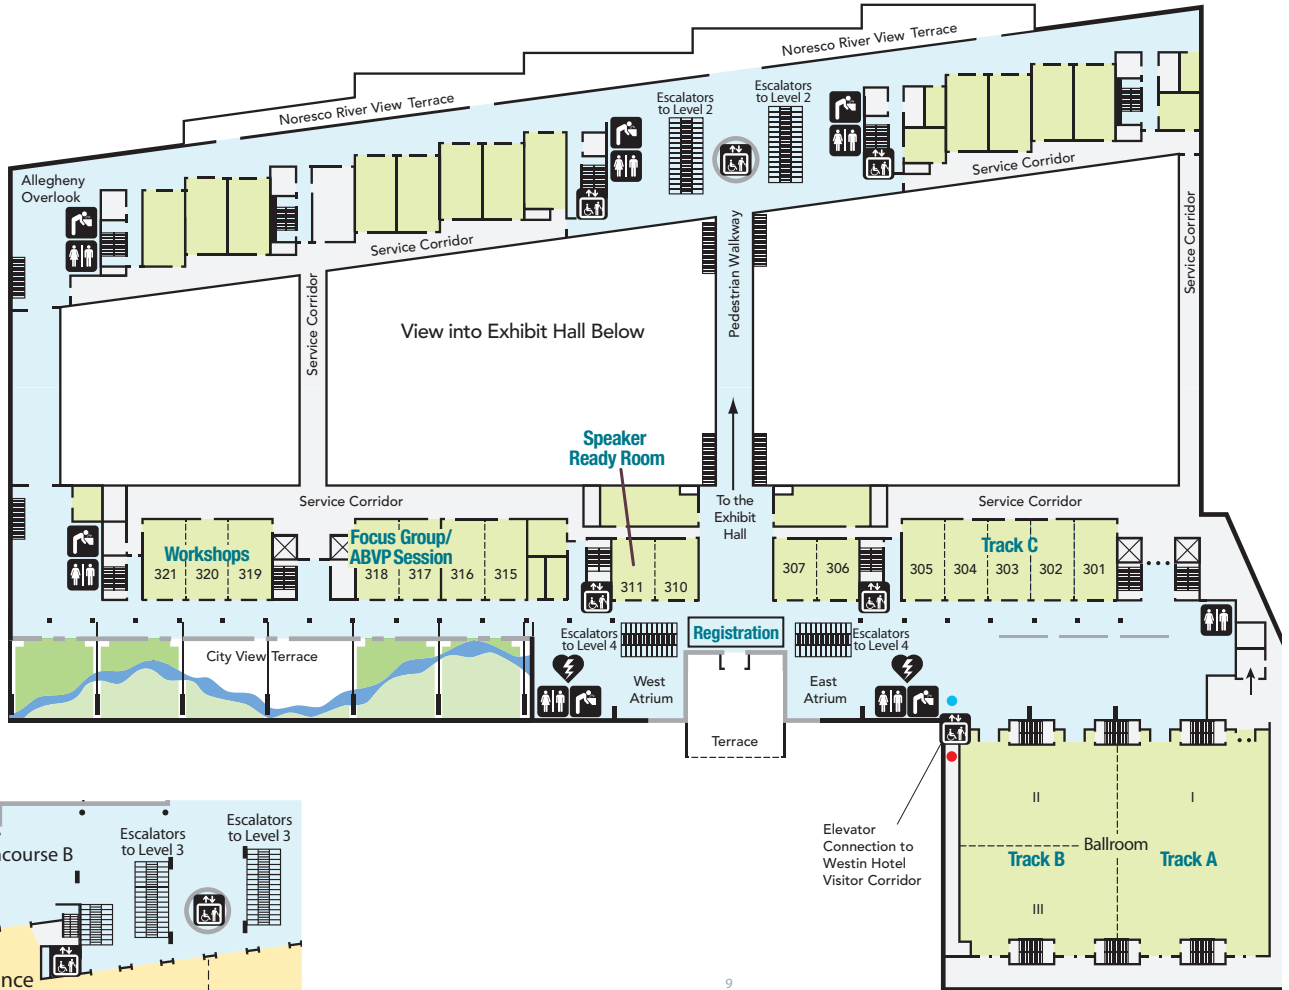 Noresco River View Terrace
Noresco River View Terrace
Escalators
to Level 2
Escalators
to Level 2
Allegheny
Overlook
Service Corridor
Service Corridor
Service Corridor
Service Corridor
Pedestrian Walkway
View into Exhibit Hall Below
Speaker
Ready Room
Service Corridor
To the
Exhibit
Hall
Service Corridor
Workshops
321 320 319
Focus Group/
ABVP Session
318 317 316 315
311 310
307 306
Track C
305 304 303 302 301
Escalators
to Level 4
Registration
Escalators
to Level 4
City View Terrace
West
Atrium
East
Atrium
Terrace
II
I
Elevator
Connection to
Westin Hotel
Visitor Corridor
Ballroom
Track B
Track A
III
Escalators
to Level 3
Escalators
to Level 3
course B
nce
9